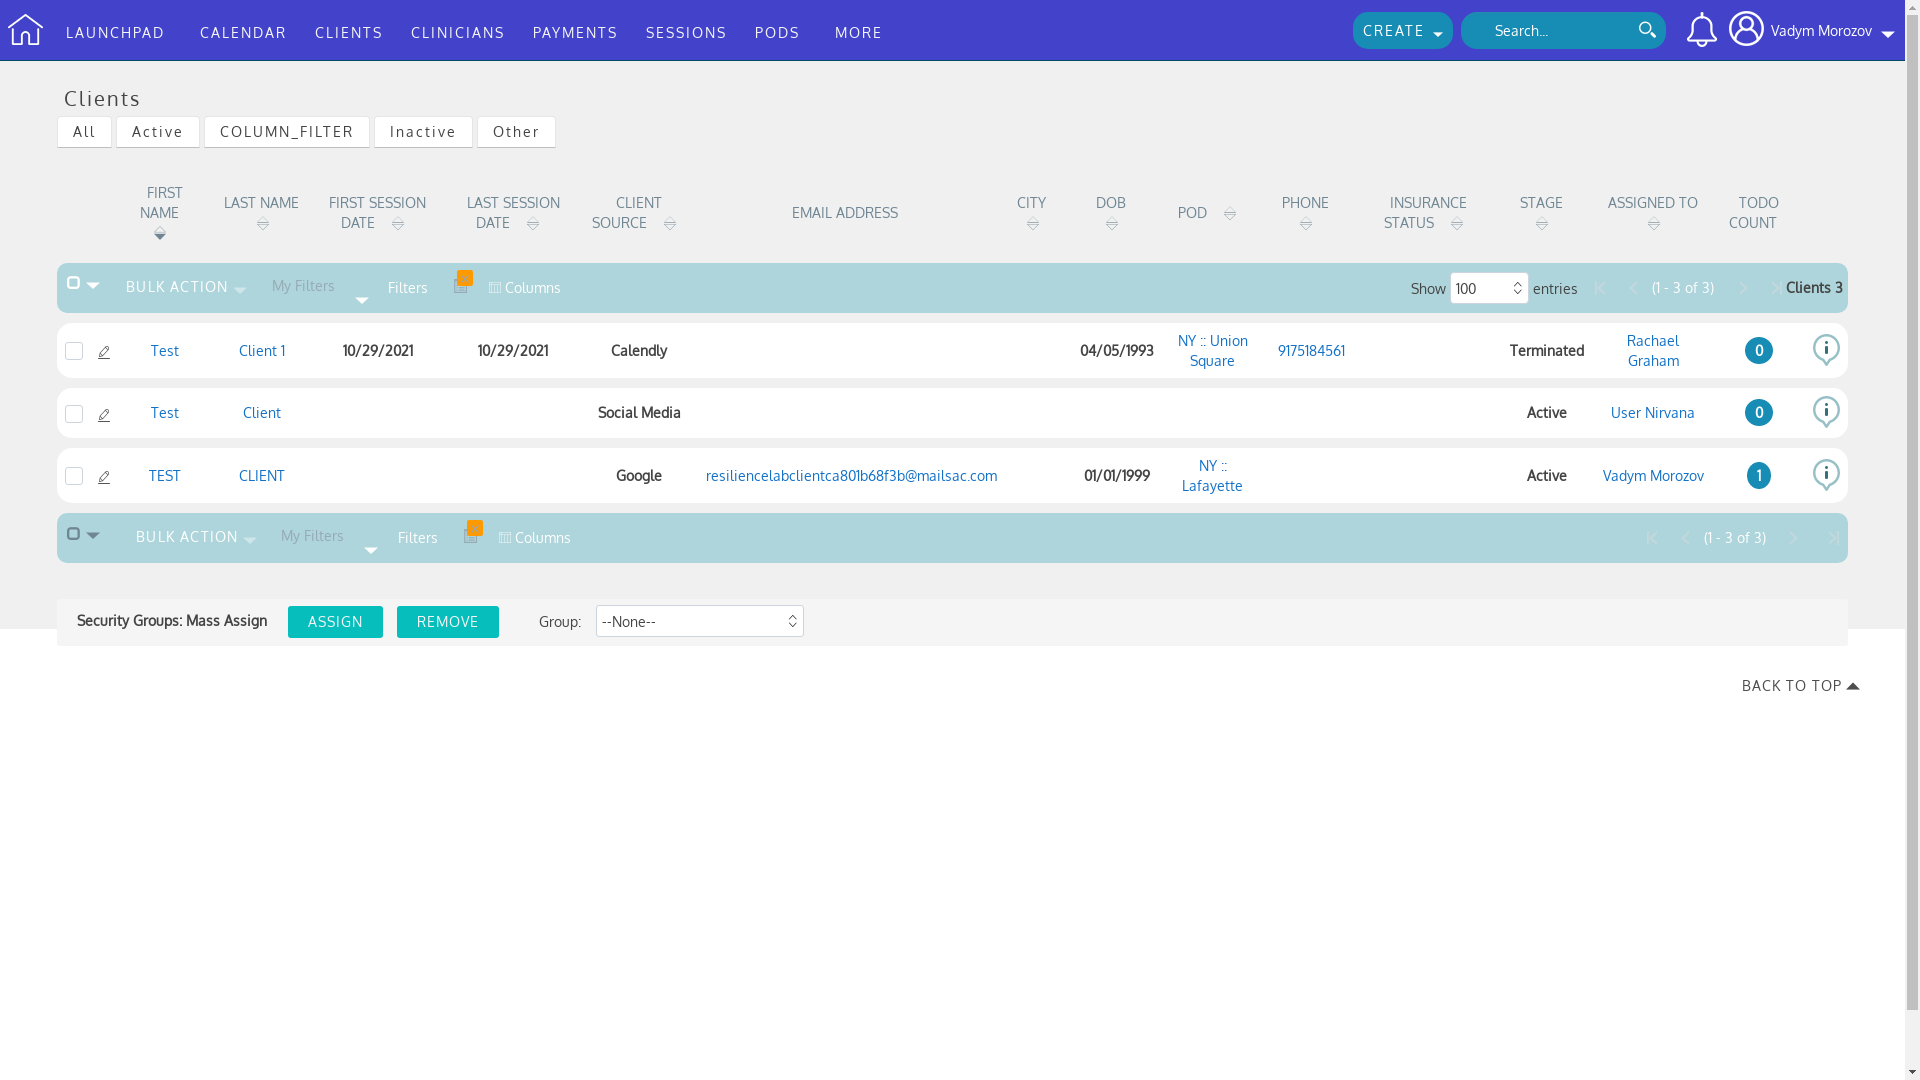 LAUNCHPAD CALENDAR CLIENTS CLINICIANS PAYMENTS SESSIONS PODS MORE CREATE Search... Vadym Morozov
Clients
All Active COLUMN_FILTER Inactive Other
FIRST NAME LAST NAME FIRST SESSION DATE LAST SESSION DATE CLIENT SOURCE EMAIL ADDRESS CITY DOB POD PHONE INSURANCE STATUS STAGE ASSIGNED TO TODO COUNT
BULK ACTION My Filters Filters Columns Show 100 entries (1 - 3 of 3) Clients 3
Test Client 1 10/29/2021 10/29/2021 Calendly 04/05/1993 NY :: Union Square 9175184561 Terminated Rachael Graham 0
Test Client Social Media Active User Nirvana 0
TEST CLIENT Google resiliencelabclientca801b68f3b@mailsac.com 01/01/1999 NY :: Lafayette Active Vadym Morozov 1
BULK ACTION My Filters Filters Columns (1 - 3 of 3)
Security Groups: Mass Assign ASSIGN REMOVE Group: --None--
BACK TO TOP